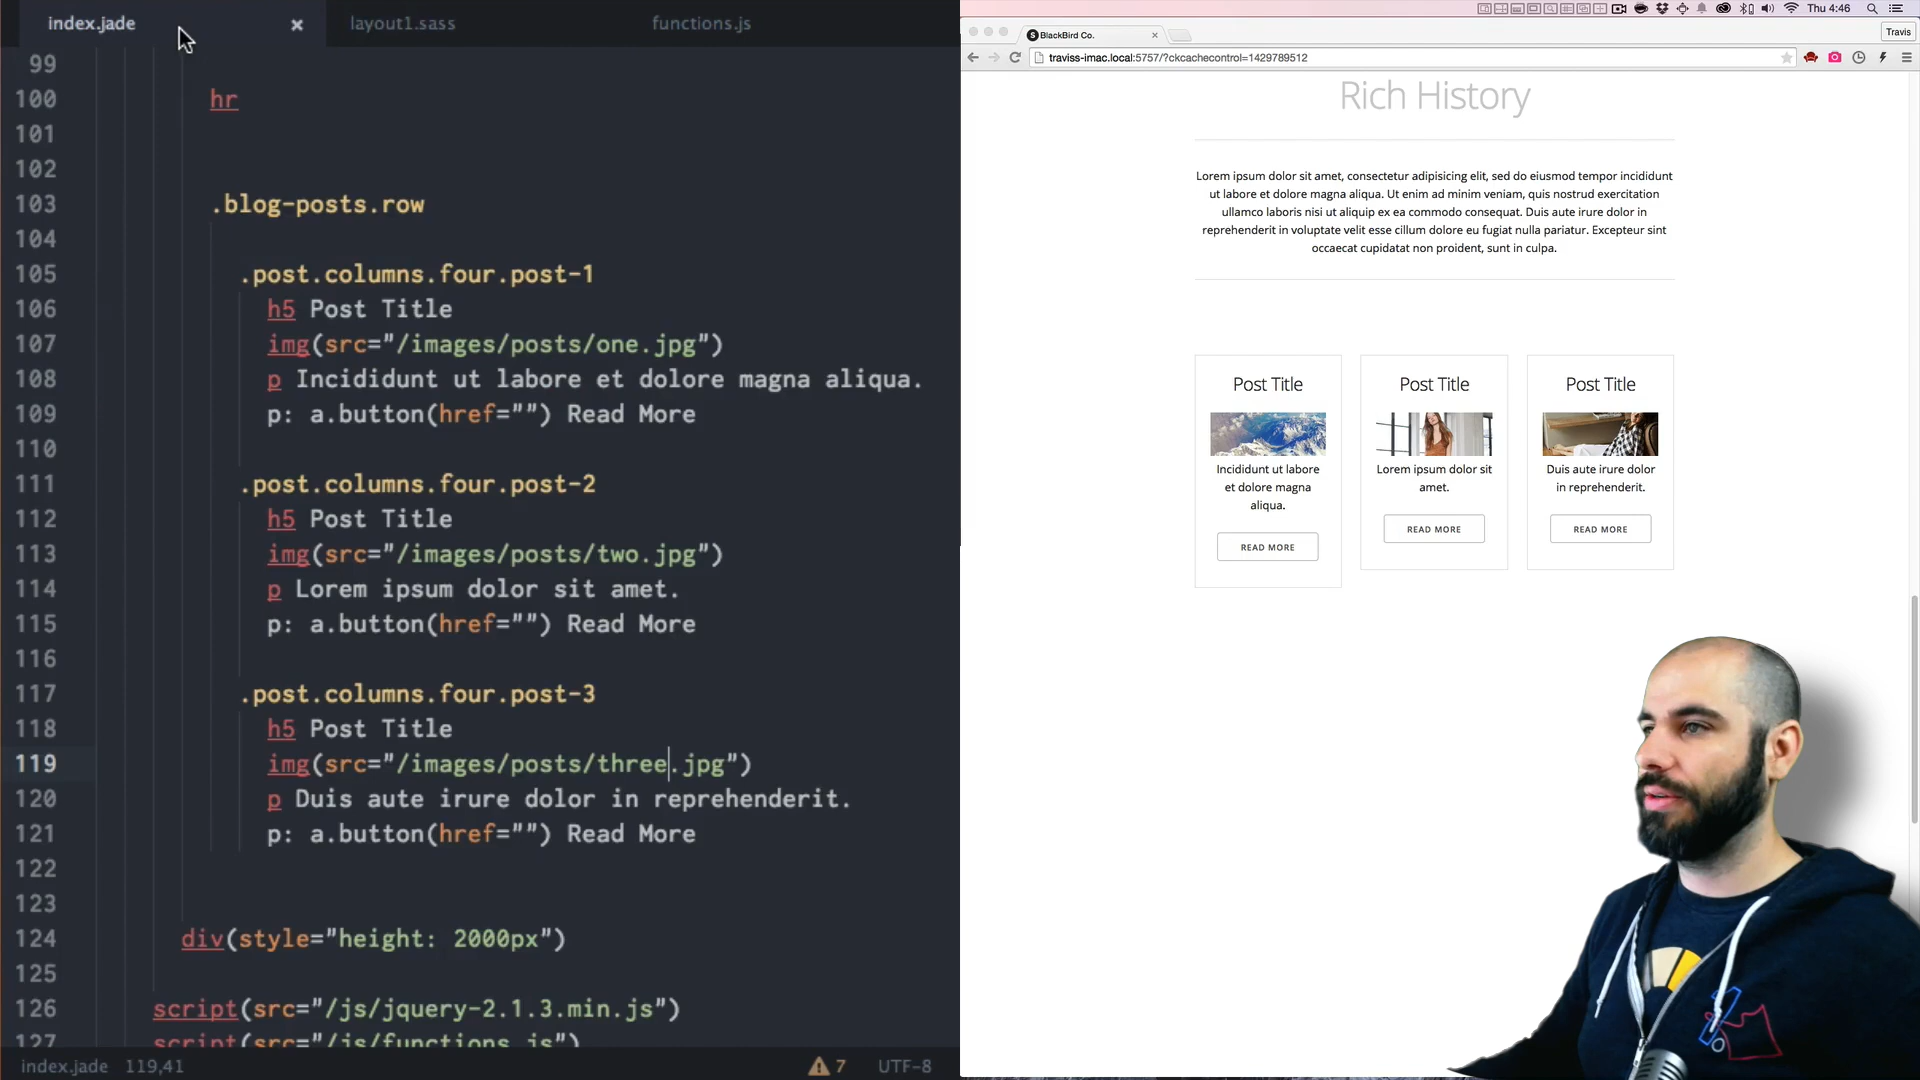 index.jade
layout1.sass
functions.js
99
100 hr
101
102
103 .blog-posts.row
104
105 .post.columns.four.post-1
106 h5 Post Title
107 img(src="/images/posts/one.jpg")
108 p Incididunt ut labore et dolore magna aliqua.
109 p: a.button(href="") Read More
110
111 .post.columns.four.post-2
112 h5 Post Title
113 img(src="/images/posts/two.jpg")
114 p Lorem ipsum dolor sit amet.
115 p: a.button(href="") Read More
116
117 .post.columns.four.post-3
118 h5 Post Title
119 img(src="/images/posts/three.jpg")
120 p Duis aute irure dolor in reprehenderit.
121 p: a.button(href="") Read More
122
123
124 div(style="height: 2000px")
125
126 script(src="/js/jquery-2.1.3.min.js")
127 script(src="/js/functions.js")
index.jade 119,41
7 UTF-8
Thu 4:46
BlackBird Co.
Travis
traviss-imac.local:5757/?ckcachecontrol=1429789512
Rich History
Lorem ipsum dolor sit amet, consectetur adipisicing elit, sed do eiusmod tempor incididunt
ut labore et dolore magna aliqua. Ut enim ad minim veniam, quis nostrud exercitation
ullamco laboris nisi ut aliquip ex ea commodo consequat. Duis aute irure dolor in
reprehenderit in voluptate velit esse cillum dolore eu fugiat nulla pariatur. Excepteur sint
occaecat cupidatat non proident, sunt in culpa.
Post Title
Incididunt ut labore
et dolore magna
aliqua.
READ MORE
Post Title
Lorem ipsum dolor sit
amet.
READ MORE
Post Title
Duis aute irure dolor
in reprehenderit.
READ MORE